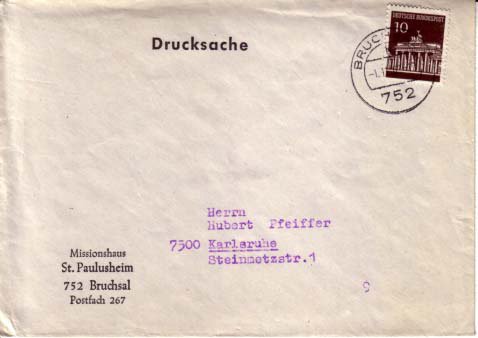 Drucksache
DEUTSCHE BUNDESPOST
10
752
Herrn
Hubert Pfeiffer
7500 Karlsruhe
Steinmetzstr.1
9
Missionshaus
St. Paulusheim
752 Bruchsal
Postfach 267